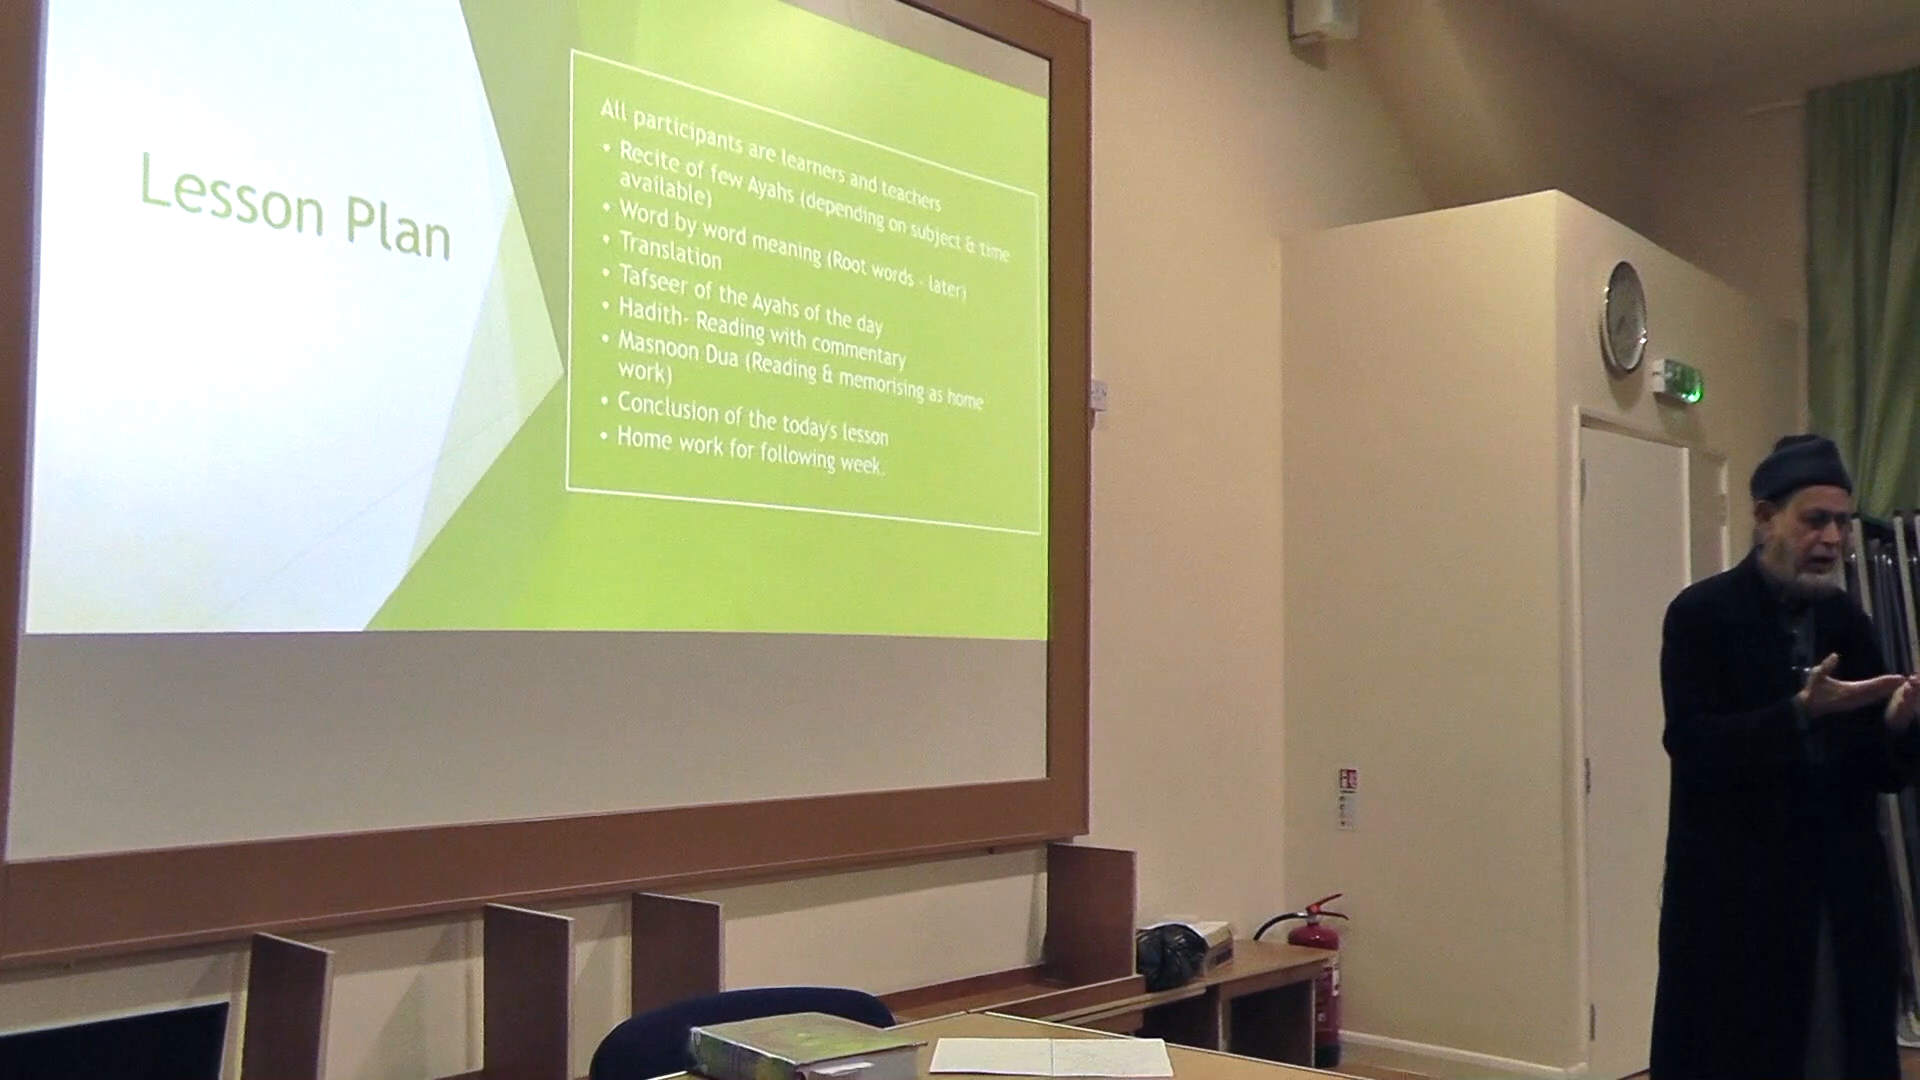 Lesson Plan
All participants are learners and teachers
• Recite of few Ayahs (depending on subject & time
available)
• Word by word meaning (Root words - later)
• Translation
• Tafseer of the Ayahs of the day
• Hadith- Reading with commentary
• Masnoon Dua (Reading & memorising as home
work)
• Conclusion of the today's lesson
• Home work for following week.